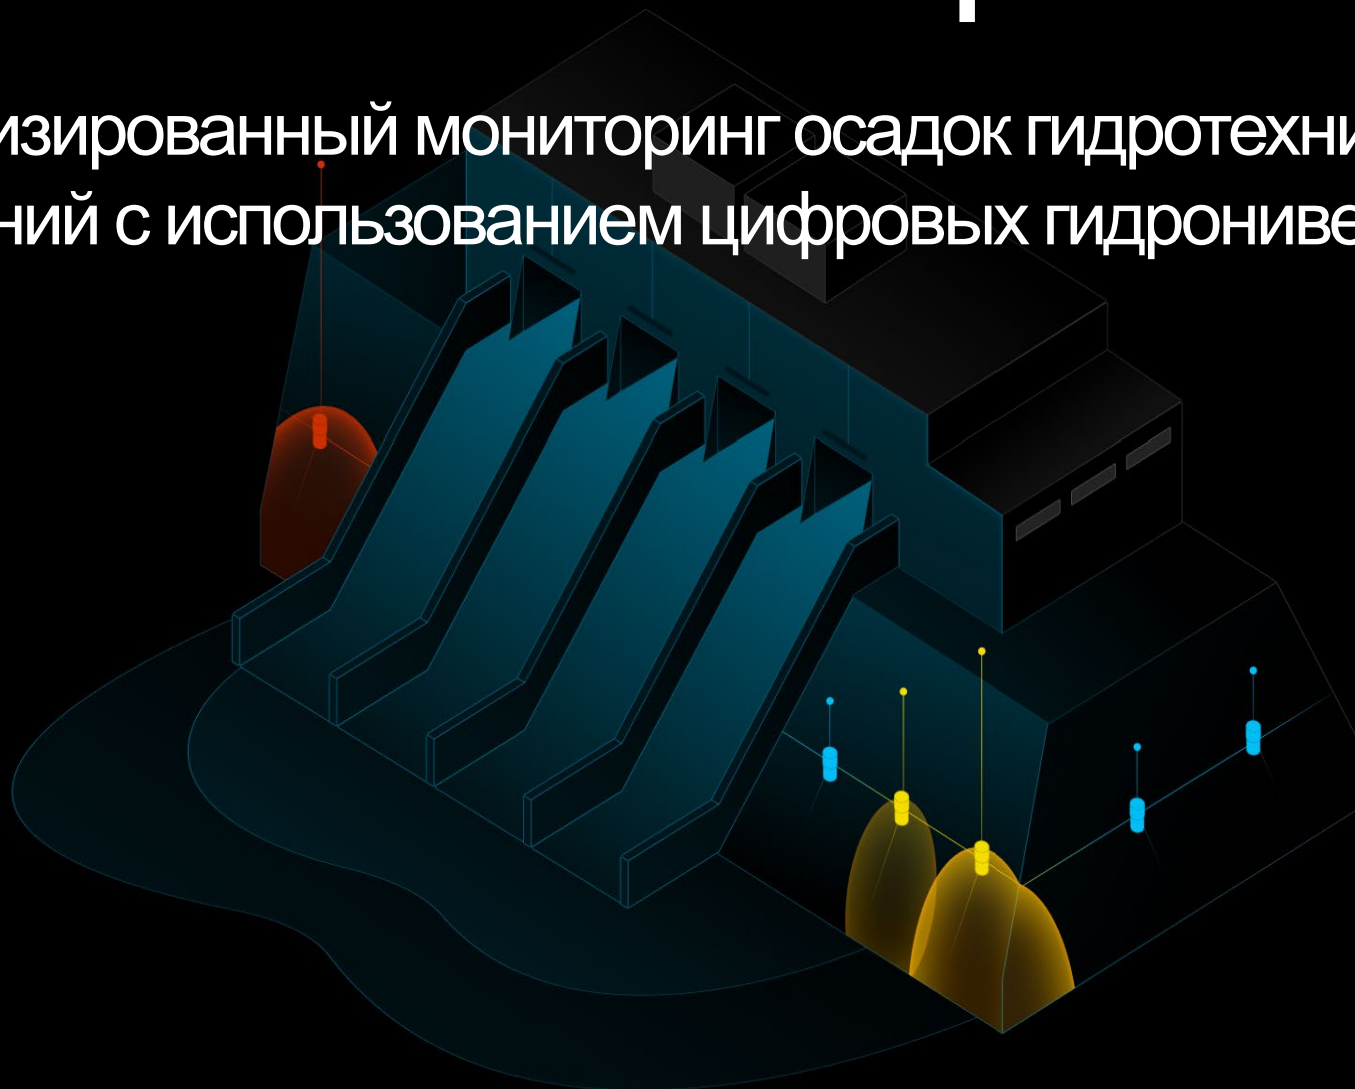 изированный мониторинг осадок гидротехни
ний с использованием цифровых гидрониве